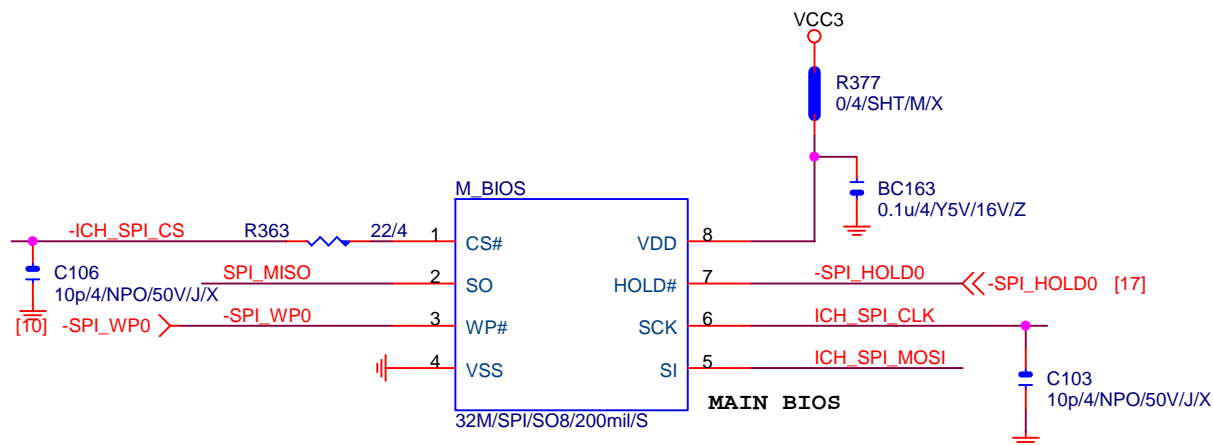 VCC3
R377
0/4/SHT/M/X
M_BIOS
BC163
0.1u/4/Y5V/16V/Z
-ICH_SPI_CS
R363
22/4
1
CS#
VDD
8
C106
10p/4/NPO/50V/J/X
SPI_MISO
2
SO
HOLD#
7
-SPI_HOLD0
-SPI_HOLD0 [17]
[10] -SPI_WP0
-SPI_WP0
3
WP#
SCK
6
ICH_SPI_CLK
4
VSS
SI
5
ICH_SPI_MOSI
C103
10p/4/NPO/50V/J/X
MAIN BIOS
32M/SPI/SO8/200mil/S